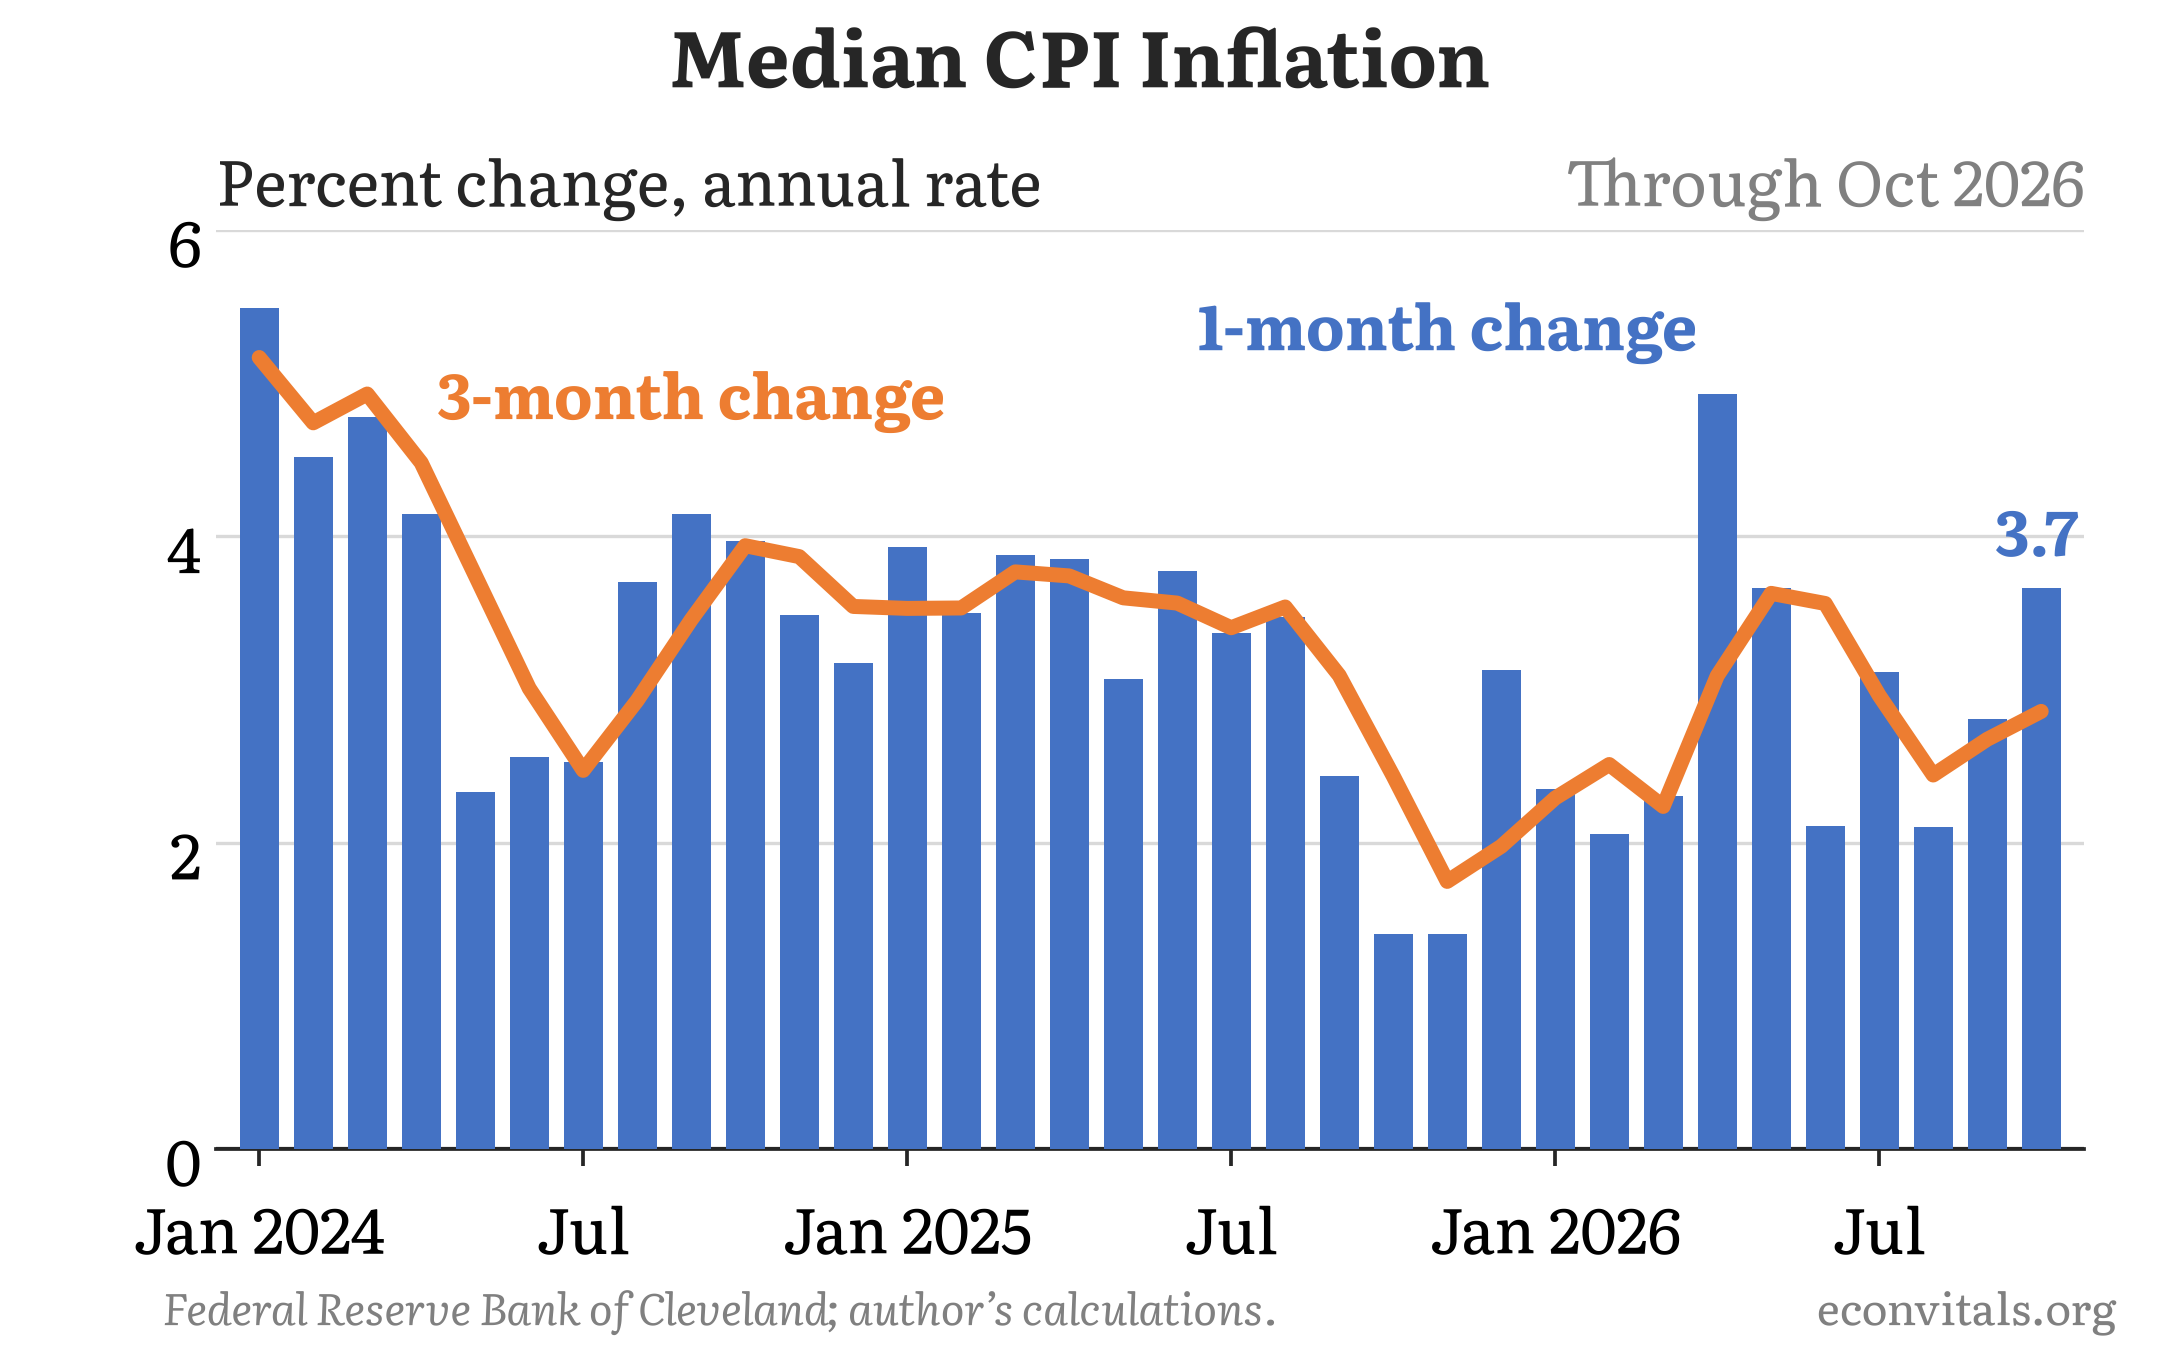 Median CPI Inflation
Percent change, annual rate
Through Oct 2026
6
1-month change
3-month change
4
3.7
2
0
Jan 2024
Jul
Jan 2025
Jul
Jan 2026
Jul
Federal Reserve Bank of Cleveland; author’s calculations.
econvitals.org